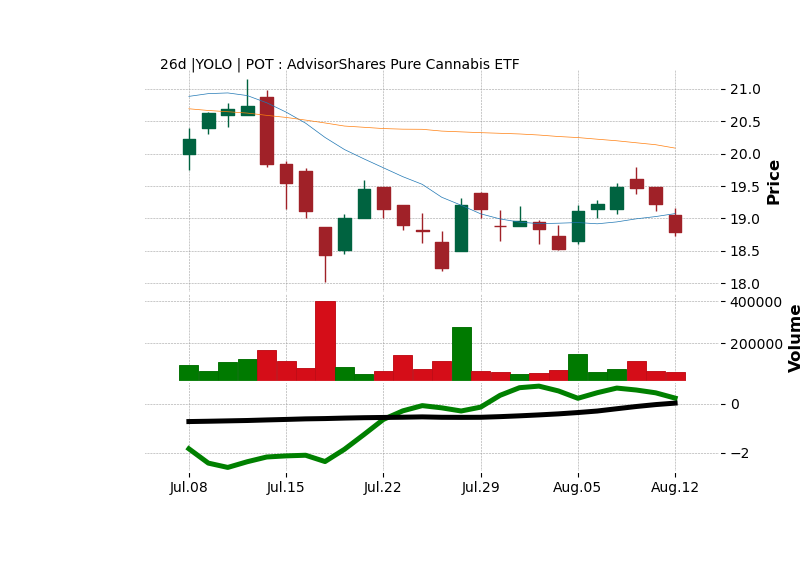 26d |YOLO | POT : AdvisorShares Pure Cannabis ETF
21.0
20.5
20.0
19.5
19.0
18.5
18.0
Price
400000
200000
Volume
0
−2
Jul.08 Jul.15 Jul.22 Jul.29 Aug.05 Aug.12